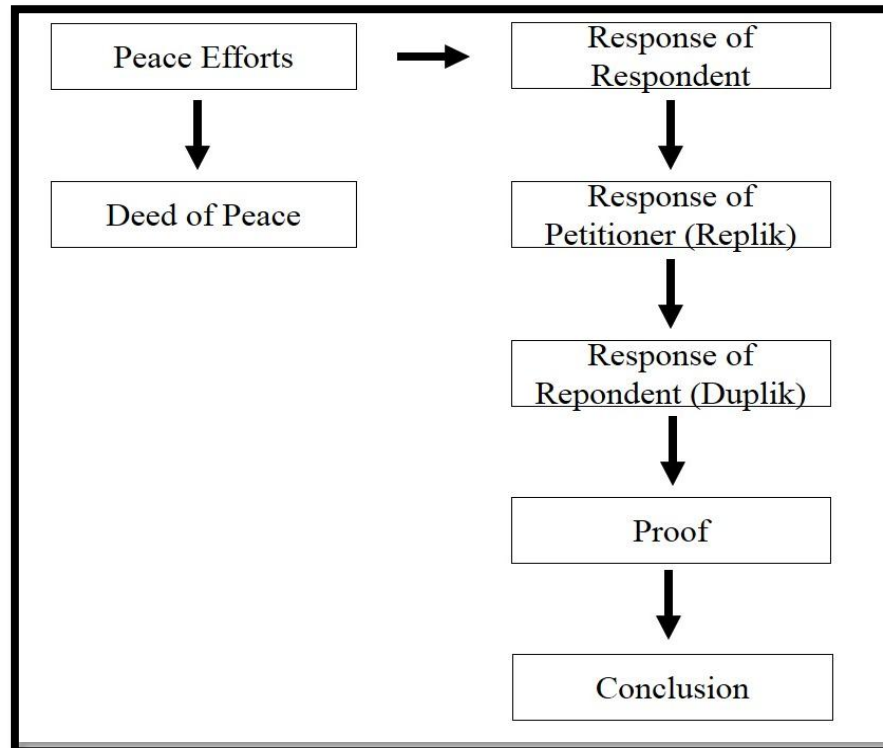 Peace Efforts
Response of
Respondent
Deed of Peace
Response of
Petitioner (Replik)
Response of
Repondent (Duplik)
Proof
Conclusion